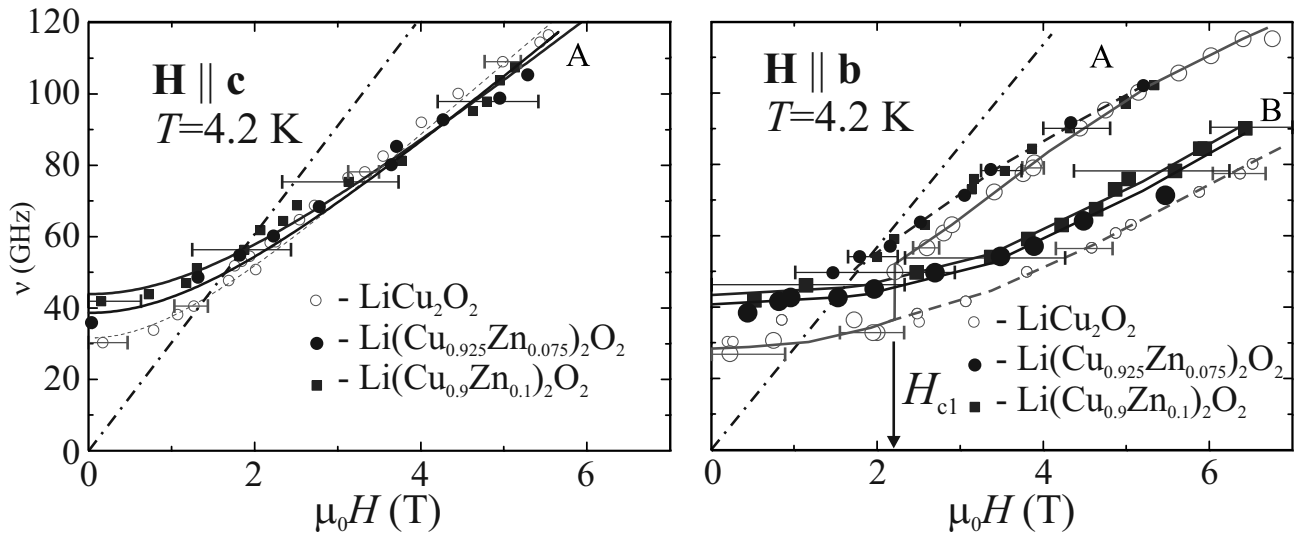 120
100
80
60
40
20
0
ν (GHz)
H || c
T=4.2 K
A
- LiCu₂O₂
- Li(Cu₀.₉₂₅Zn₀.₀₇₅)₂O₂
- Li(Cu₀.₉Zn₀.₁)₂O₂
0 2 4 6
μ₀H (T)
H || b
T=4.2 K
A
B
- LiCu₂O₂
- Li(Cu₀.₉₂₅Zn₀.₀₇₅)₂O₂
- Li(Cu₀.₉Zn₀.₁)₂O₂
H_c1
0 2 4 6
μ₀H (T)